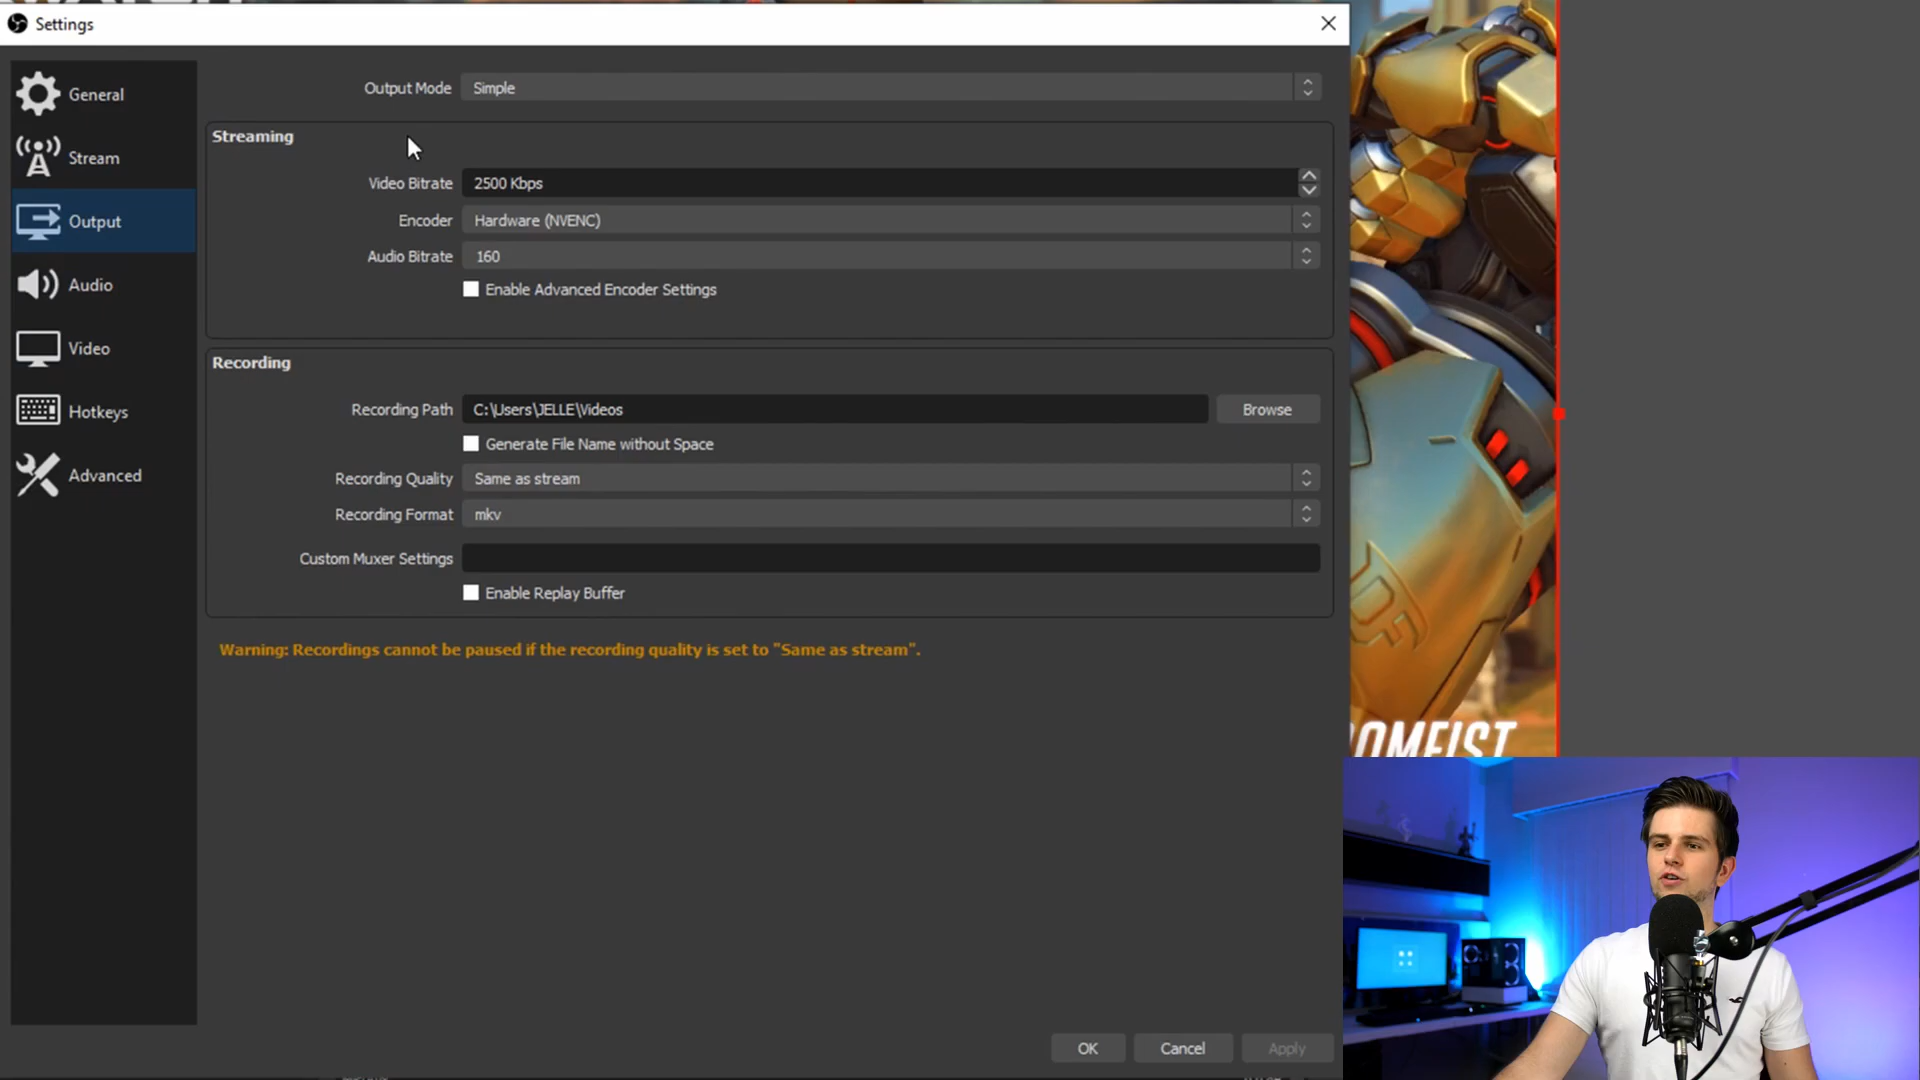 Settings
General
Stream
Output
Audio
Video
Hotkeys
Advanced
Output Mode Simple
Streaming
Video Bitrate 2500 Kbps
Encoder Hardware (NVENC)
Audio Bitrate 160
Enable Advanced Encoder Settings
Recording
Recording Path C:\Users\JELLE\Videos Browse
Generate File Name without Space
Recording Quality Same as stream
Recording Format mkv
Custom Muxer Settings
Enable Replay Buffer
Warning: Recordings cannot be paused if the recording quality is set to "Same as stream".
OK Cancel Apply